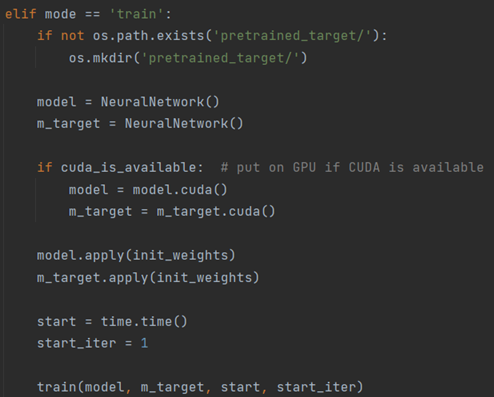 elif mode == 'train':
    if not os.path.exists('pretrained_target/'):
        os.mkdir('pretrained_target/')
    model = NeuralNetwork()
    m_target = NeuralNetwork()
    if cuda_is_available:  # put on GPU if CUDA is available
        model = model.cuda()
        m_target = m_target.cuda()
    model.apply(init_weights)
    m_target.apply(init_weights)
    start = time.time()
    start_iter = 1
    train(model, m_target, start, start_iter)